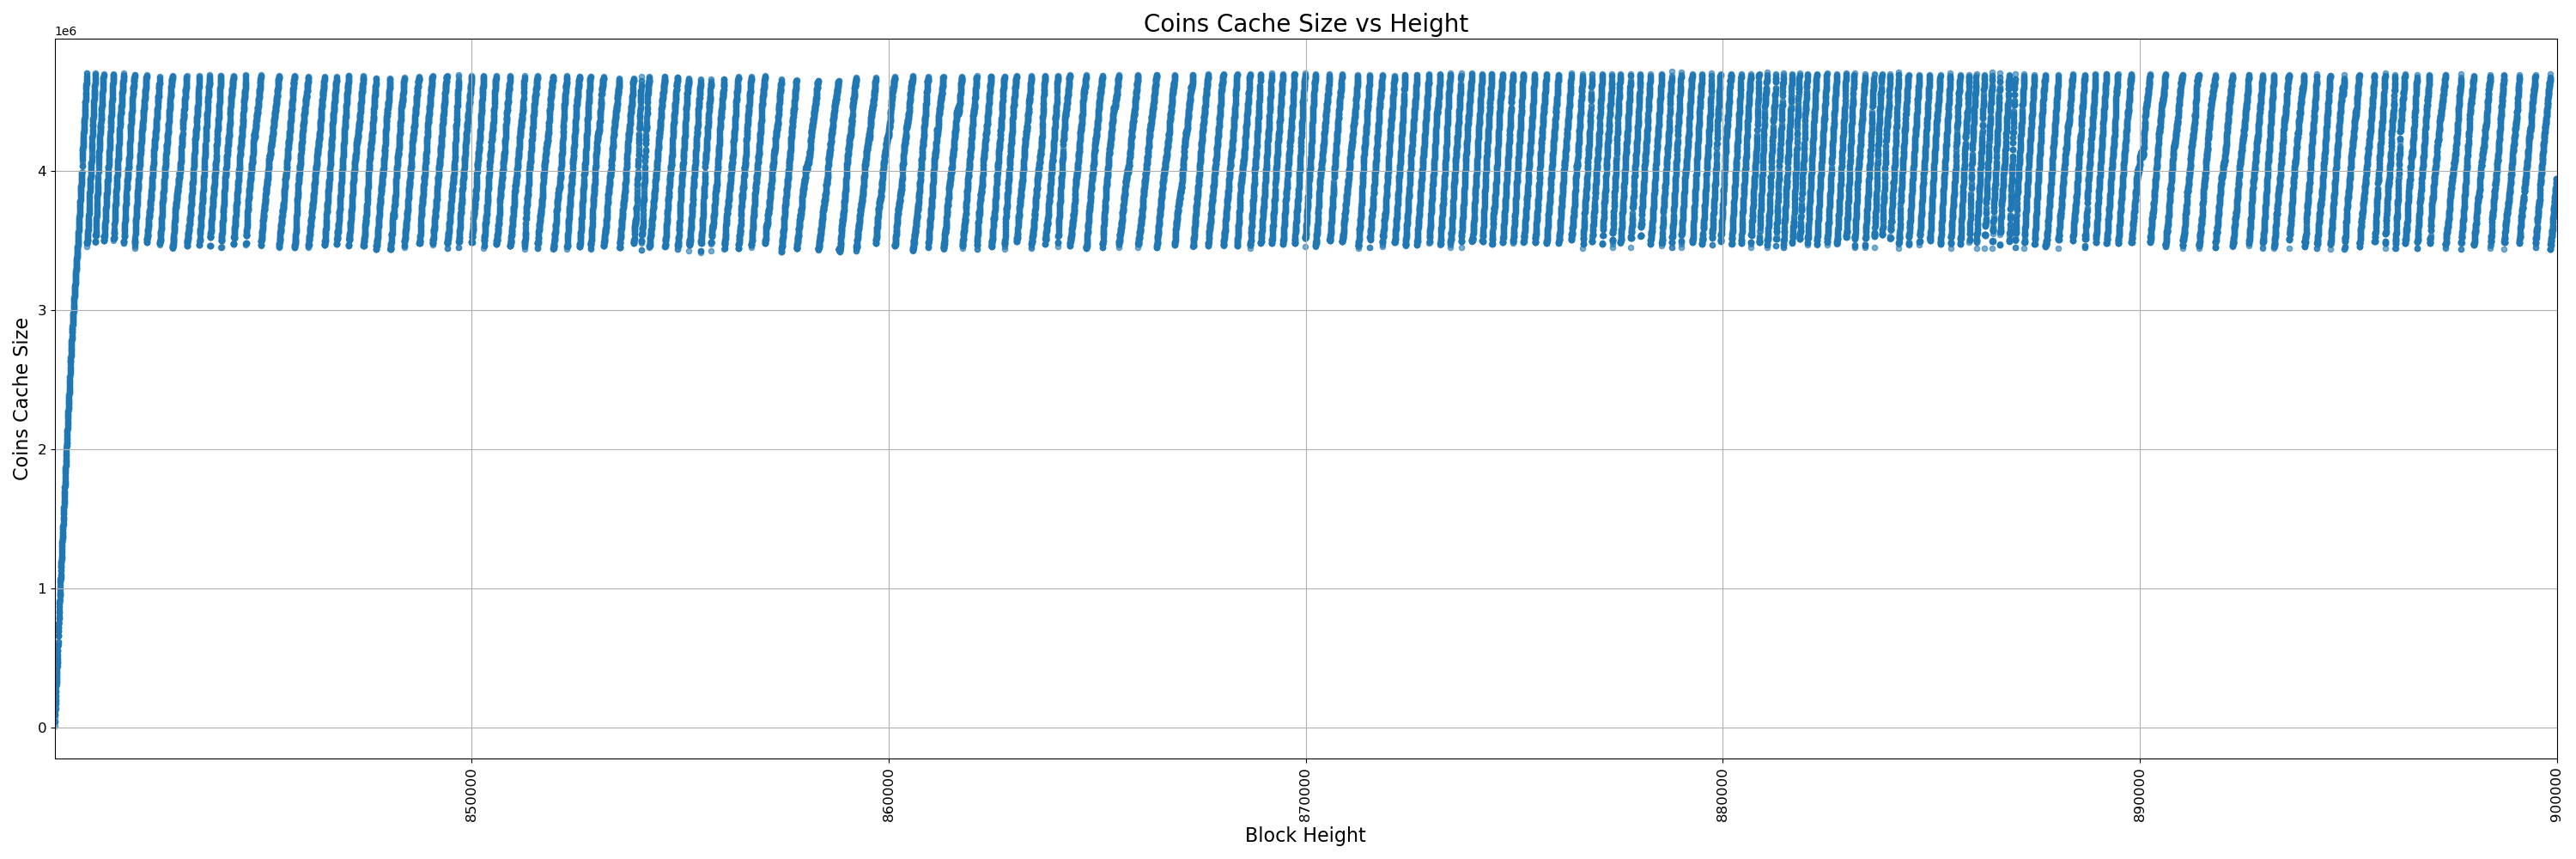 Coins Cache Size vs Height
1e6
4
3
2
1
0
Coins Cache Size
850000
860000
870000
880000
890000
900000
Block Height